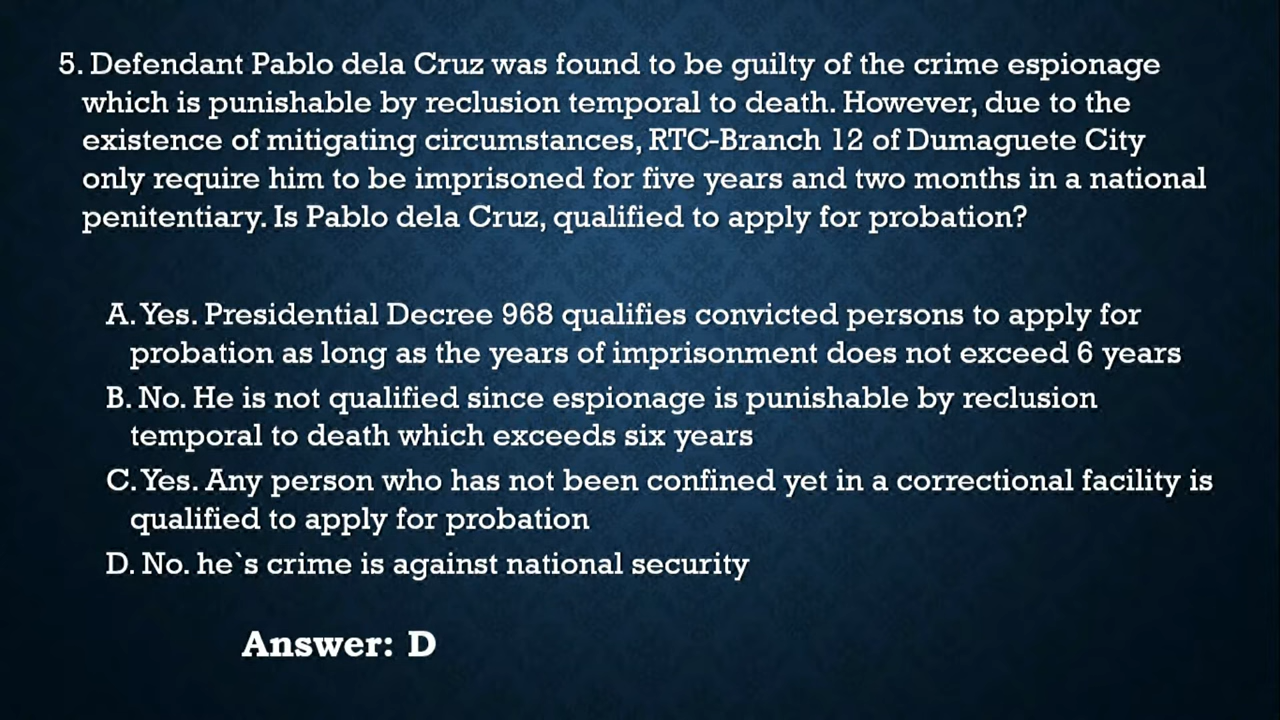 5. Defendant Pablo dela Cruz was found to be guilty of the crime espionage
which is punishable by reclusion temporal to death. However, due to the
existence of mitigating circumstances, RTC-Branch 12 of Dumaguete City
only require him to be imprisoned for five years and two months in a national
penitentiary. Is Pablo dela Cruz, qualified to apply for probation?
A. Yes. Presidential Decree 968 qualifies convicted persons to apply for
probation as long as the years of imprisonment does not exceed 6 years
B. No. He is not qualified since espionage is punishable by reclusion
temporal to death which exceeds six years
C. Yes. Any person who has not been confined yet in a correctional facility is
qualified to apply for probation
D. No. he`s crime is against national security
Answer: D